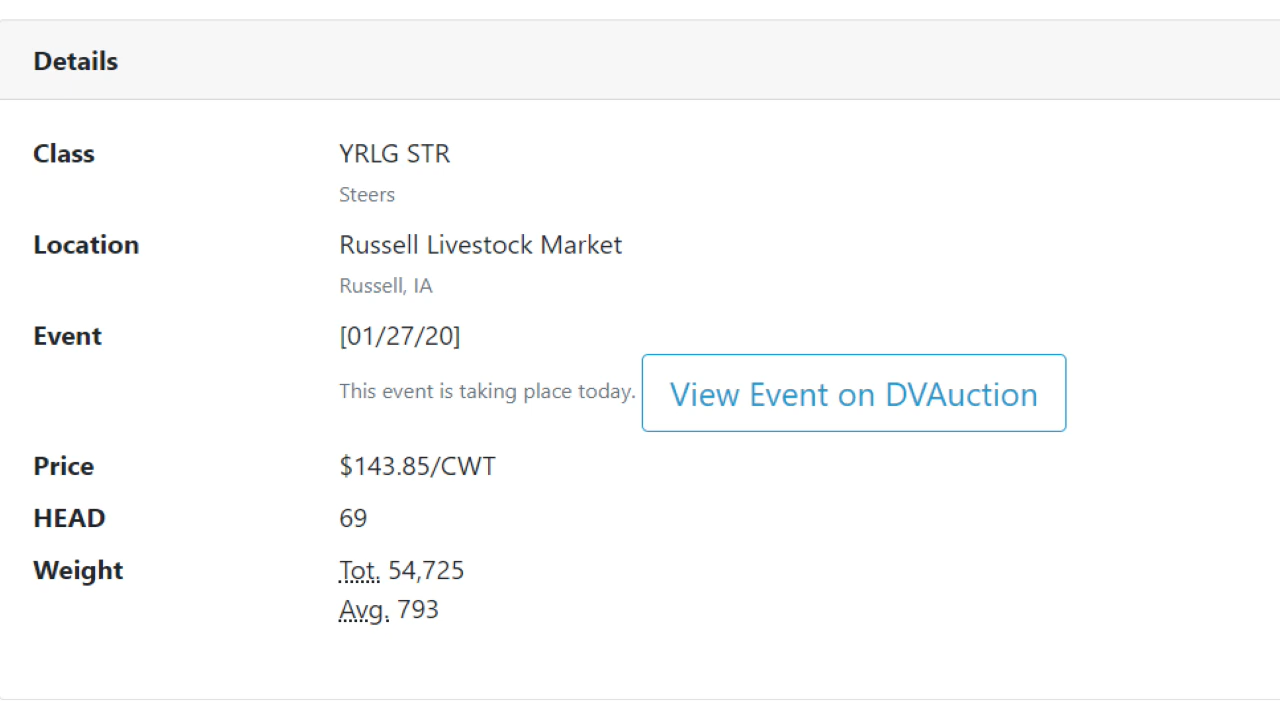 Details
Class YRLG STR
Steers
Location Russell Livestock Market
Russell, IA
Event [01/27/20]
This event is taking place today. View Event on DVAuction
Price $143.85/CWT
HEAD 69
Weight Tot. 54,725
Avg. 793